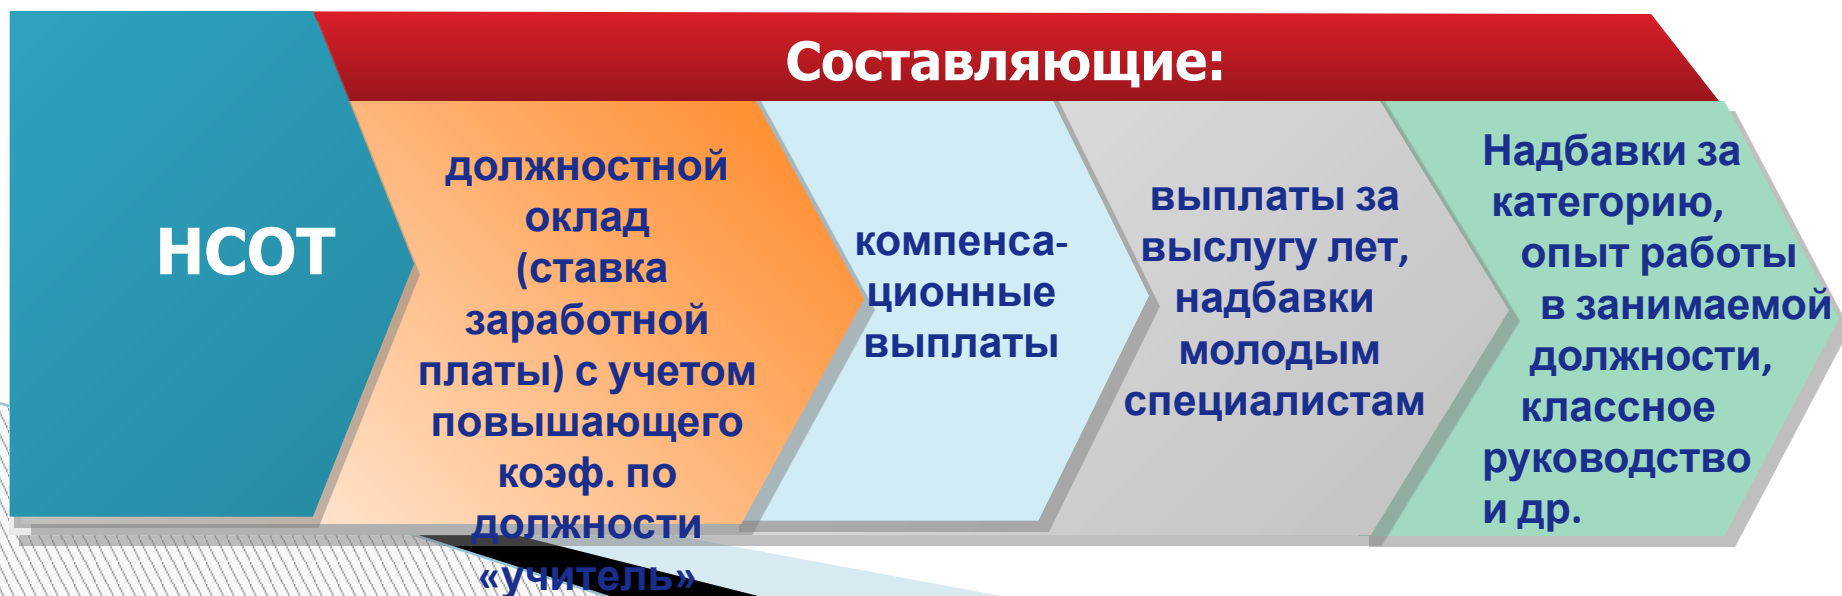 Составляющие:
НСОТ
должностной
оклад
(ставка
заработной
платы) с учетом
повышающего
коэф. по
должности
«учитель»
компенса-
ционные
выплаты
выплаты за
выслугу лет,
надбавки
молодым
специалистам
Надбавки за
категорию,
опыт работы
в занимаемой
должности,
классное
руководство
и др.